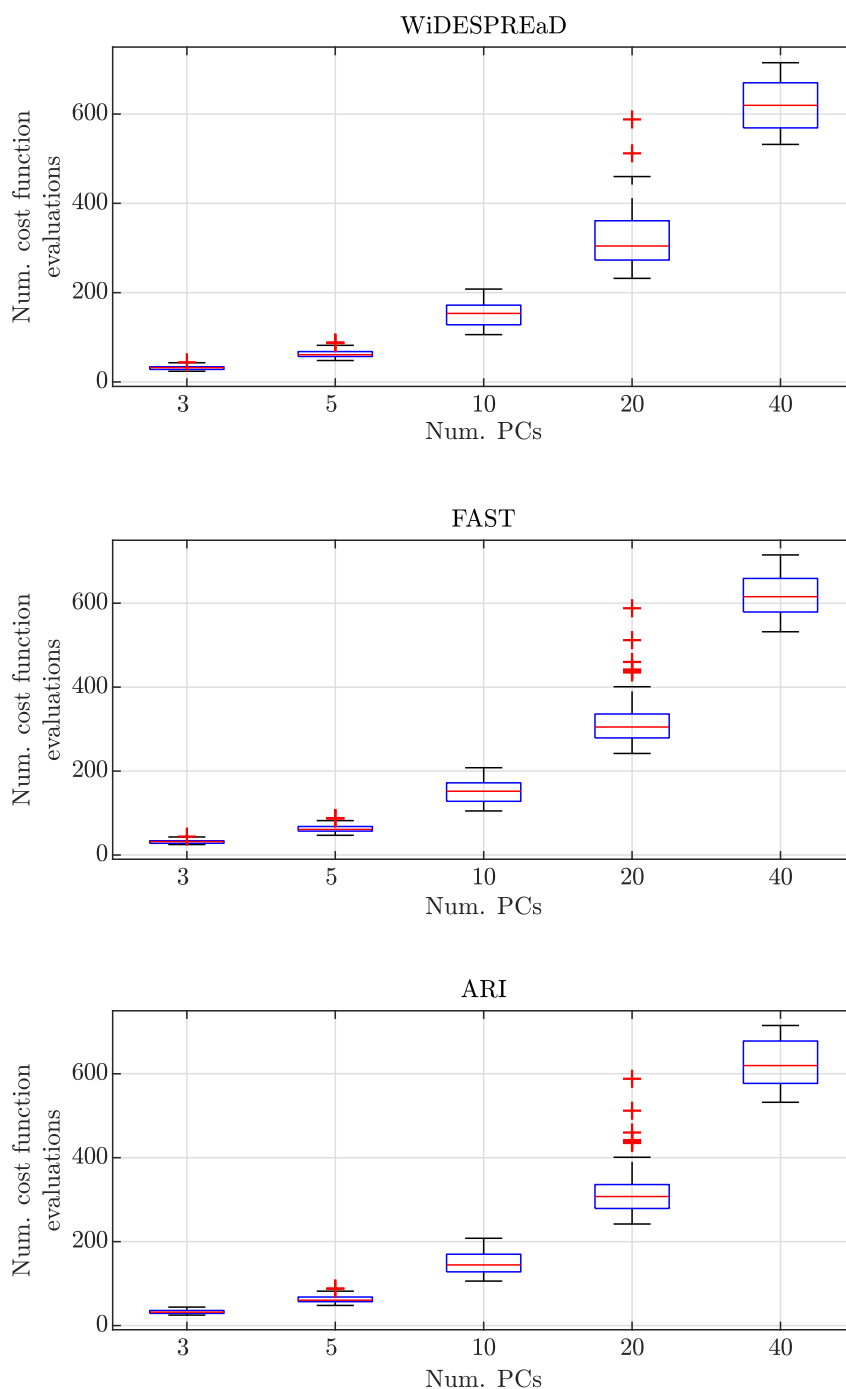 WiDESPREaD
Num. cost function
evaluations
600
400
200
0
3 5 10 20 40
Num. PCs
FAST
Num. cost function
evaluations
600
400
200
0
3 5 10 20 40
Num. PCs
ARI
Num. cost function
evaluations
600
400
200
0
3 5 10 20 40
Num. PCs